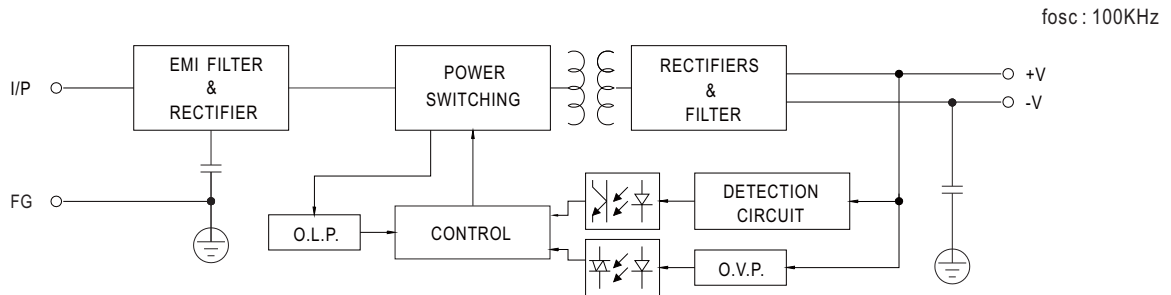 fosc : 100KHz
I/P
EMI FILTER
&
RECTIFIER
POWER
SWITCHING
RECTIFIERS
&
FILTER
+V
-V
FG
O.L.P.
CONTROL
DETECTION
CIRCUIT
O.V.P.